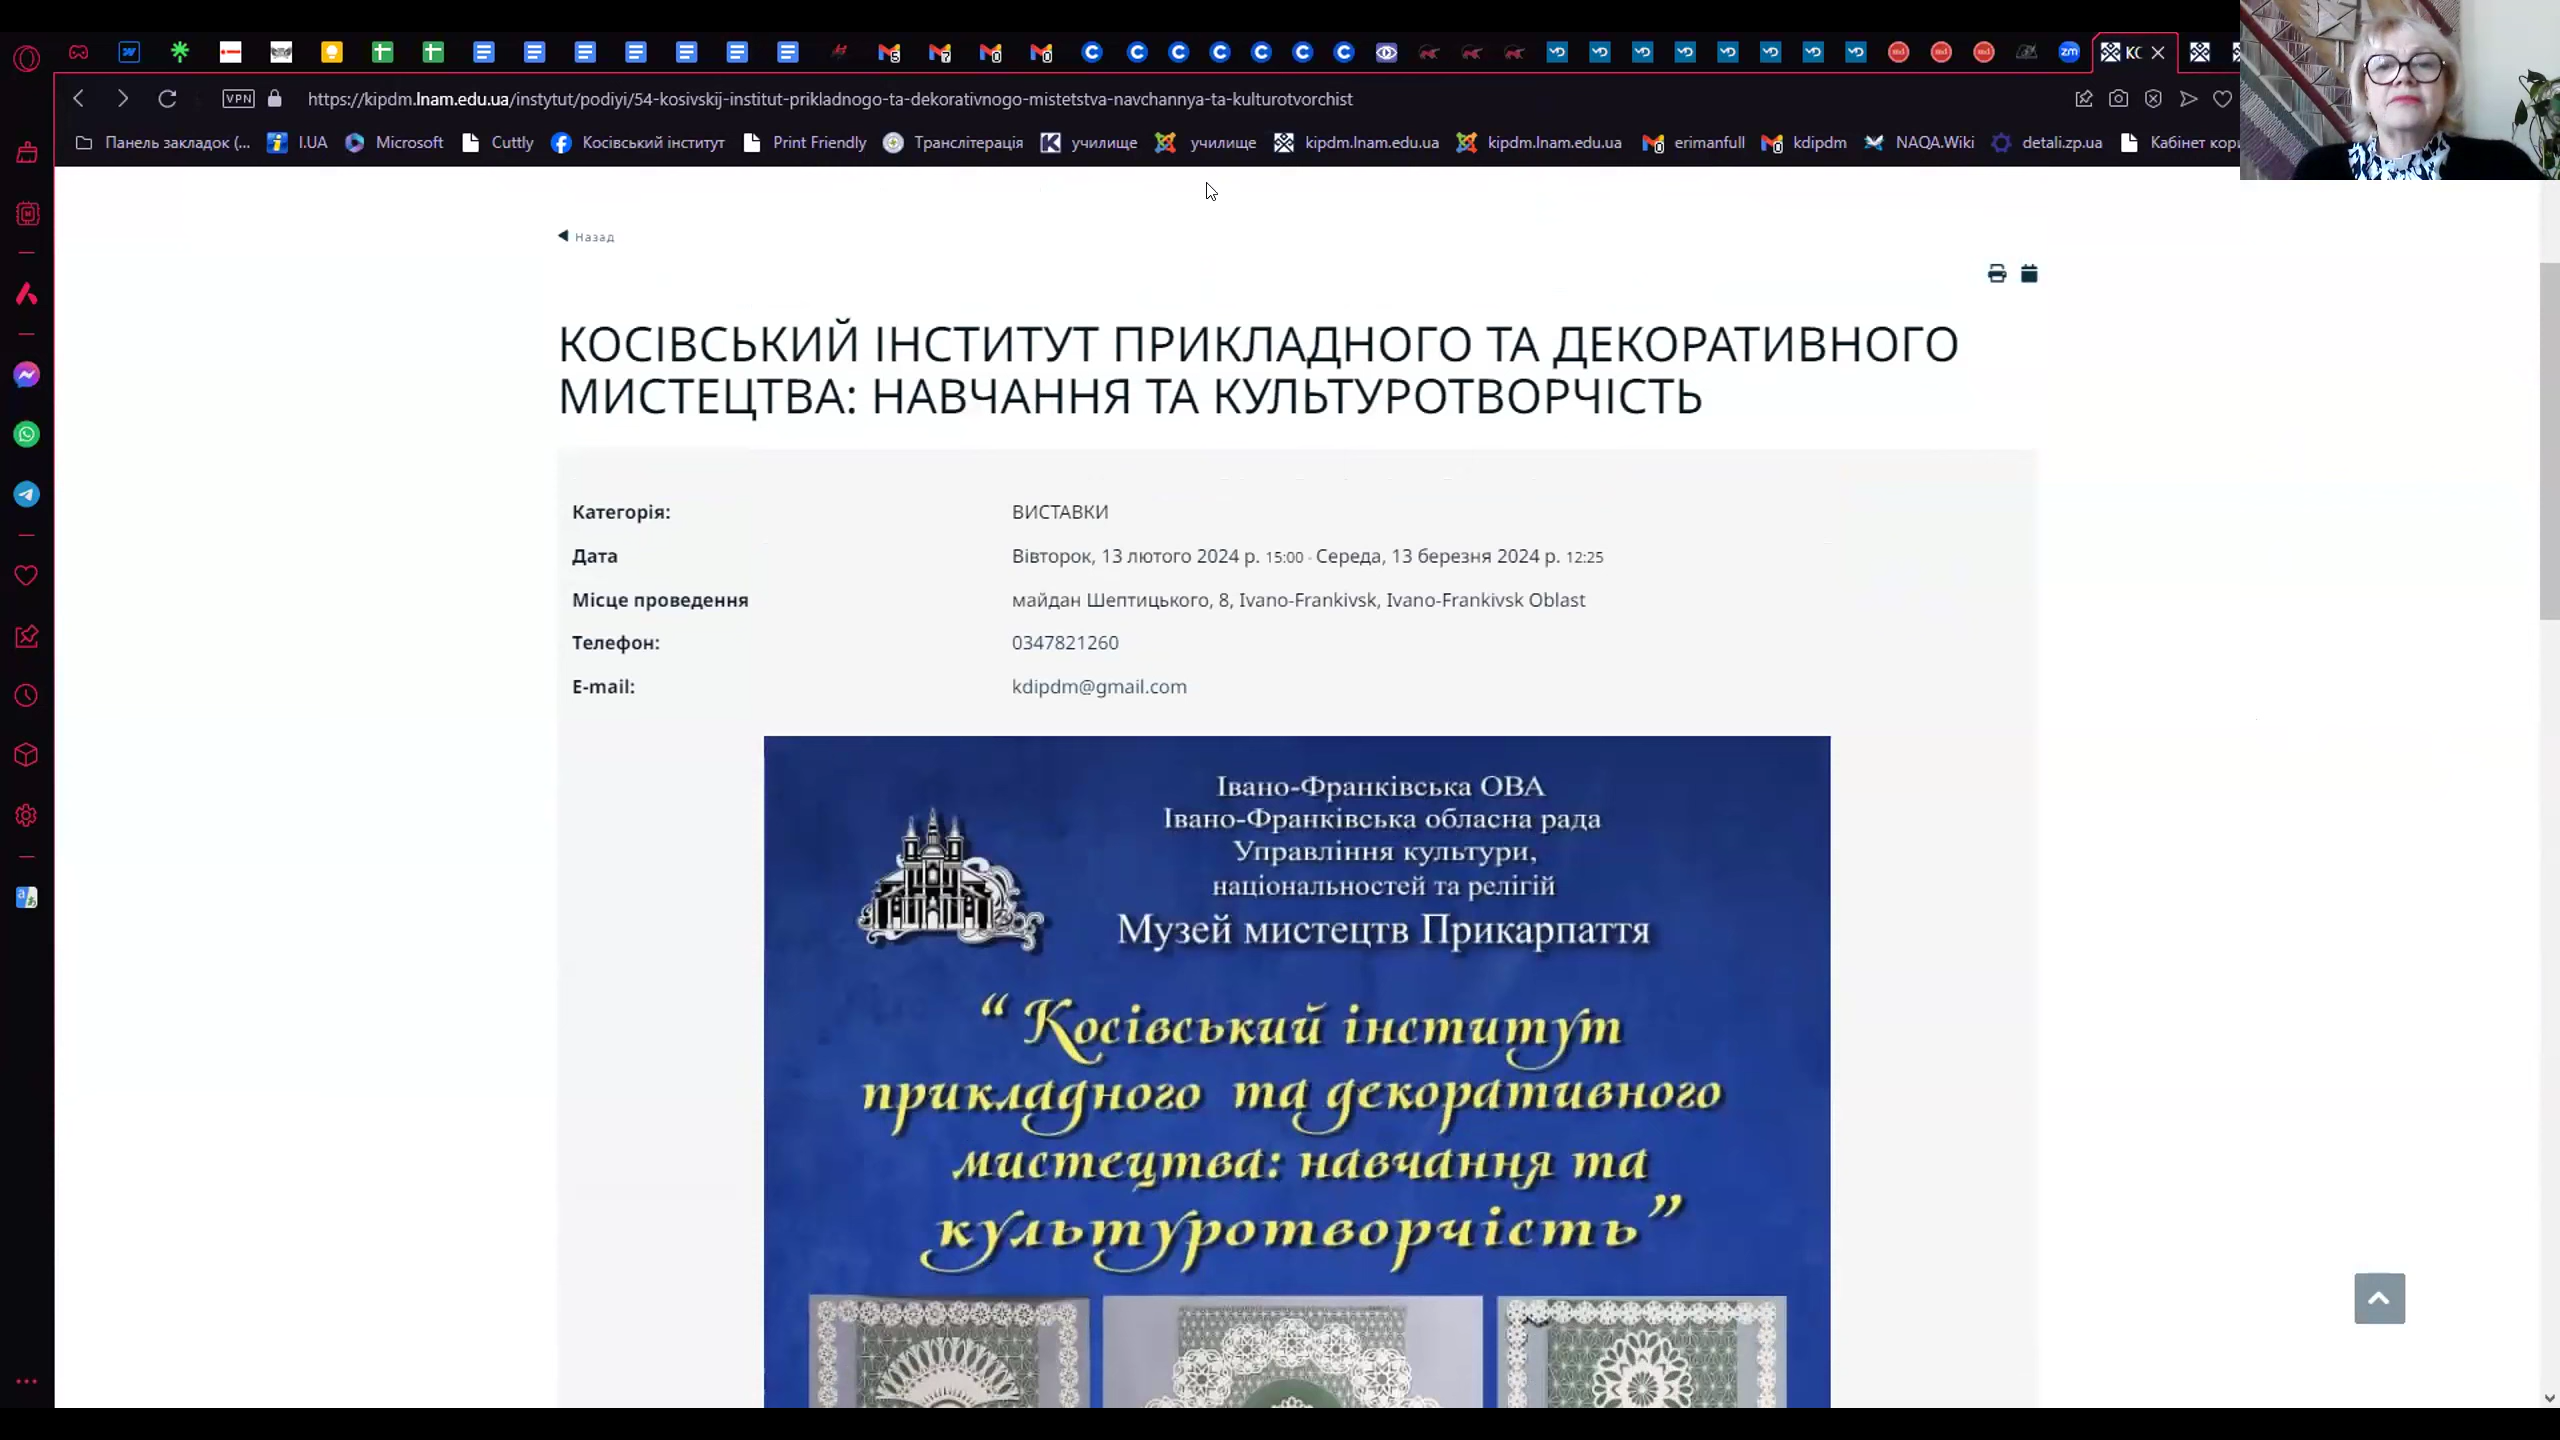 КС
VPN
https://kipdm.lnam.edu.ua/instytut/podiyi/54-kosivskij-institut-prikladnogo-ta-dekorativnogo-mistetstva-navchannya-ta-kulturotvorchist
Панель закладок (...
I.UA
Microsoft
Cuttly
Косівський інститут
Print Friendly
Транслітерація
училище
училище
kipdm.lnam.edu.ua
kipdm.lnam.edu.ua
erimanfull
kdipdm
NAQA.Wiki
detali.zp.ua
Кабінет кори
Назад
КОСІВСЬКИЙ ІНСТИТУТ ПРИКЛАДНОГО ТА ДЕКОРАТИВНОГО
МИСТЕЦТВА: НАВЧАННЯ ТА КУЛЬТУРОТВОРЧІСТЬ
Категорія: ВИСТАВКИ
Дата Вівторок, 13 лютого 2024 р. 15:00 - Середа, 13 березня 2024 р. 12:25
Місце проведення майдан Шептицького, 8, Ivano-Frankivsk, Ivano-Frankivsk Oblast
Телефон: 0347821260
E-mail: kdipdm@gmail.com
Івано-Франківська ОВА
Івано-Франківська обласна рада
Управління культури,
національностей та релігій
Музей мистецтв Прикарпаття
“Косівський інститут
прикладного та декоративного
мистецтва: навчання та
культуротворчість”